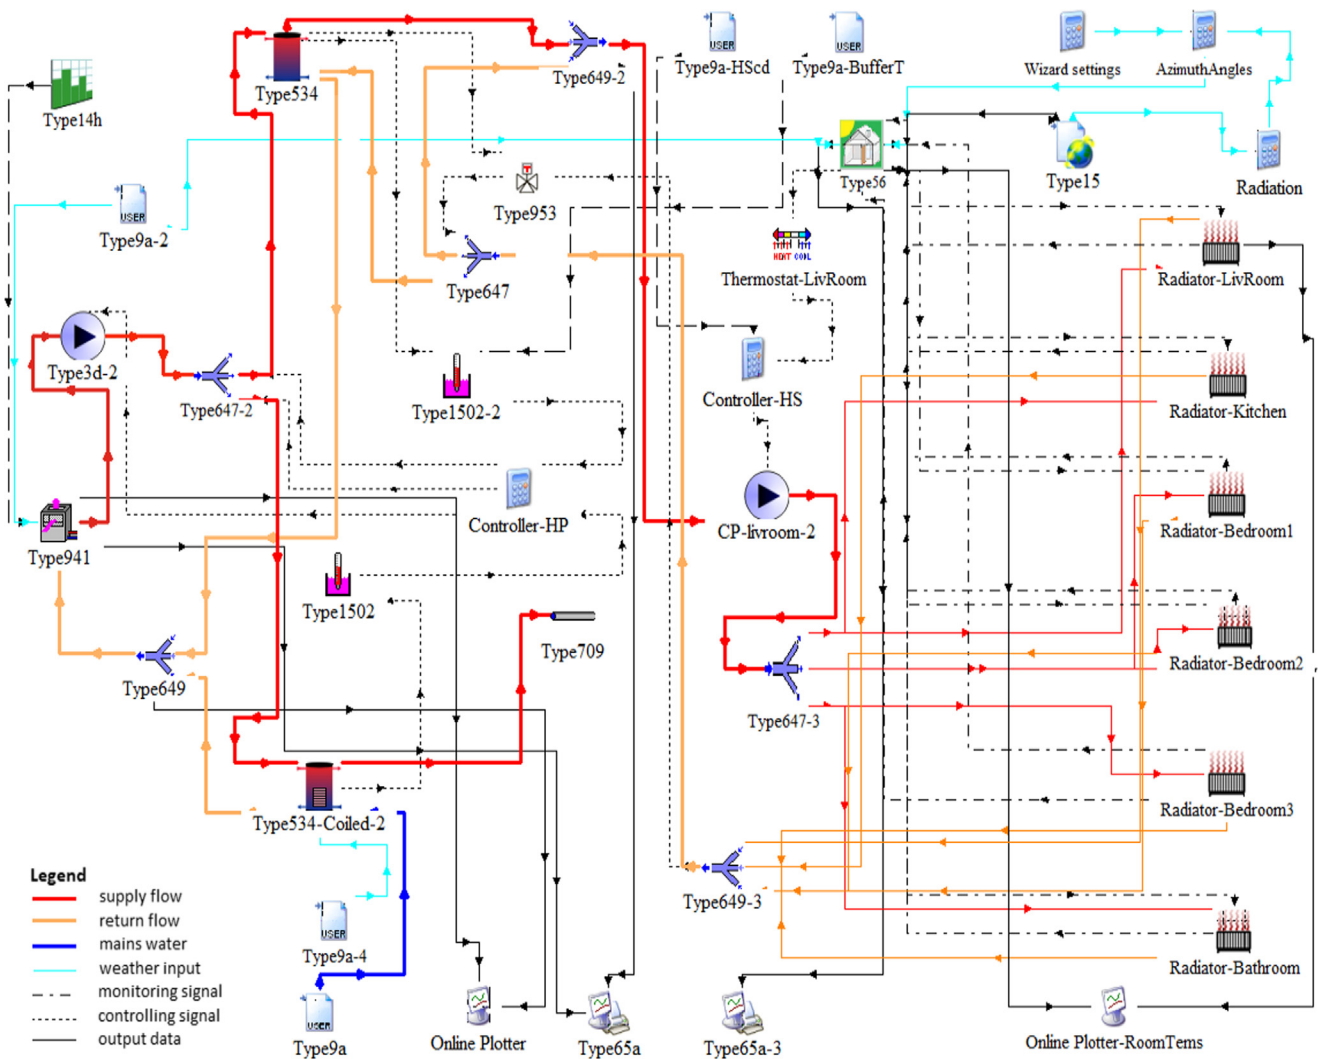 USER
USER
Type9a-HScd
Type9a-BufferT
Wizard settings
AzimuthAngles
Type534
Type649-2
Type14h
Type56
Type15
Radiation
USER
Type9a-2
Type953
HEAT COOL
Thermostat-LivRoom
Type647
Radiator-LivRoom
Type3d-2
Type647-2
Type1502-2
Controller-HS
Radiator-Kitchen
Type941
Controller-HP
CP-livroom-2
Radiator-Bedroom1
Type1502
Type709
Type649
Type647-3
Radiator-Bedroom2
Type534-Coiled-2
Radiator-Bedroom3
Legend
supply flow
return flow
mains water
weather input
monitoring signal
controlling signal
output data
USER
Type9a-4
Type649-3
Radiator-Bathroom
USER
Type9a
Online Plotter
Type65a
Type65a-3
Online Plotter-RoomTems